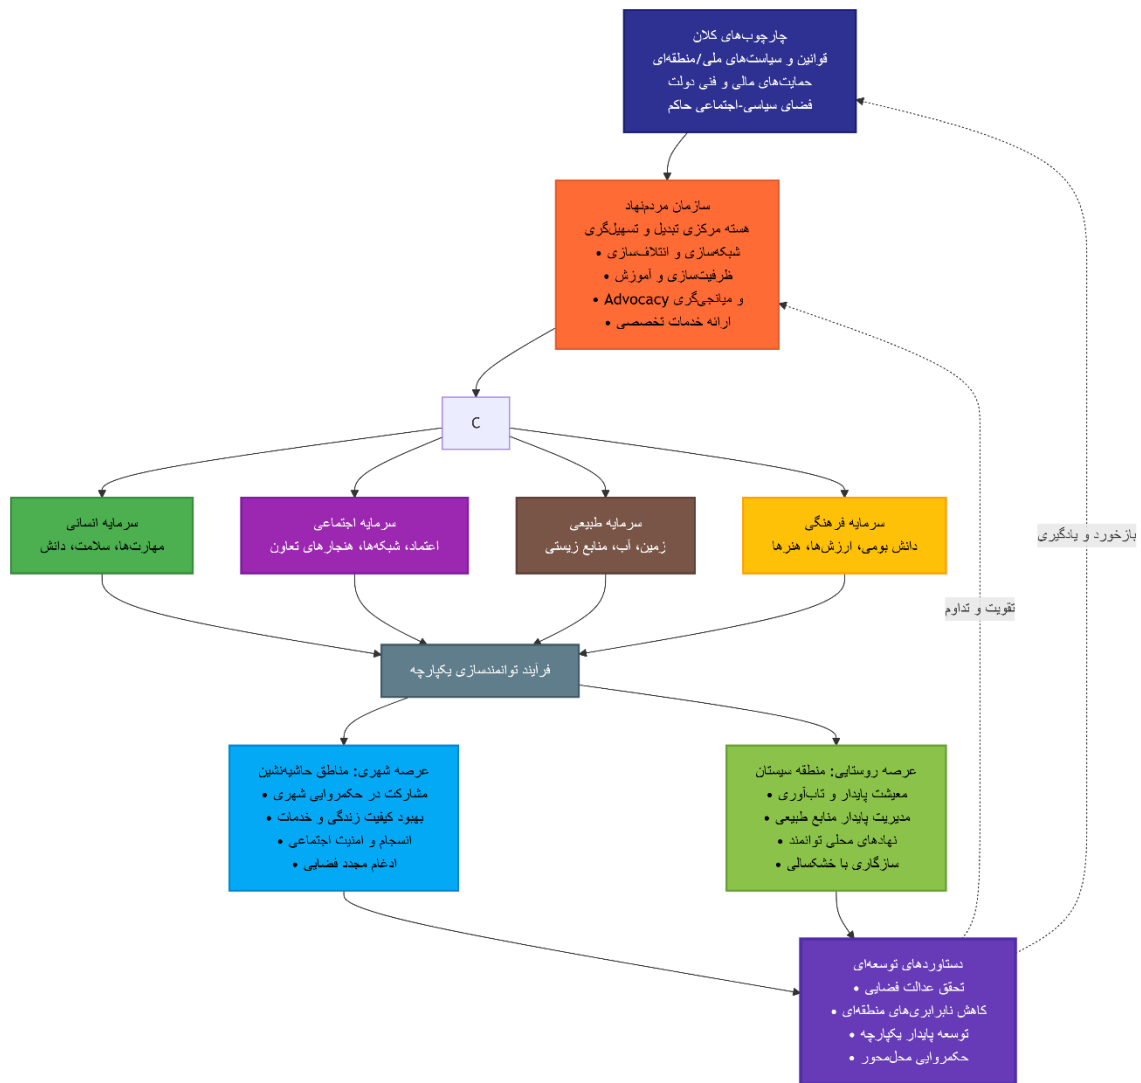 چارچوب‌های کلان
قوانین و سیاست‌های ملی/منطقه‌ای
حمایت‌های مالی و فنی دولت
فضای سیاسی-اجتماعی حاکم
سازمان مردم‌نهاد
هسته مرکزی تبدیل و تسهیل‌گری
• شبکه‌سازی و ائتلاف‌سازی
• ظرفیت‌سازی و آموزش
• Advocacy و میانجی‌گری
• ارائه خدمات تخصصی
C
سرمایه انسانی
مهارت‌ها، سلامت، دانش
سرمایه اجتماعی
اعتماد، شبکه‌ها، هنجارهای تعاون
سرمایه طبیعی
زمین، آب، منابع زیستی
سرمایه فرهنگی
دانش بومی، ارزش‌ها، هنرها
بازخورد و یادگیری
تقویت و تداوم
فرآیند توانمندسازی یکپارچه
عرصه شهری: مناطق حاشیه‌نشین
• مشارکت در حکمروایی شهری
• بهبود کیفیت زندگی و خدمات
• انسجام و امنیت اجتماعی
• ادغام مجدد فضایی
عرصه روستایی: منطقه سیستان
• معیشت پایدار و تاب‌آوری
• مدیریت پایدار منابع طبیعی
• نهادهای محلی توانمند
• سازگاری با خشکسالی
دستاوردهای توسعه‌ای
• تحقق عدالت فضایی
• کاهش نابرابری‌های منطقه‌ای
• توسعه پایدار یکپارچه
• حکمروایی محل‌محور